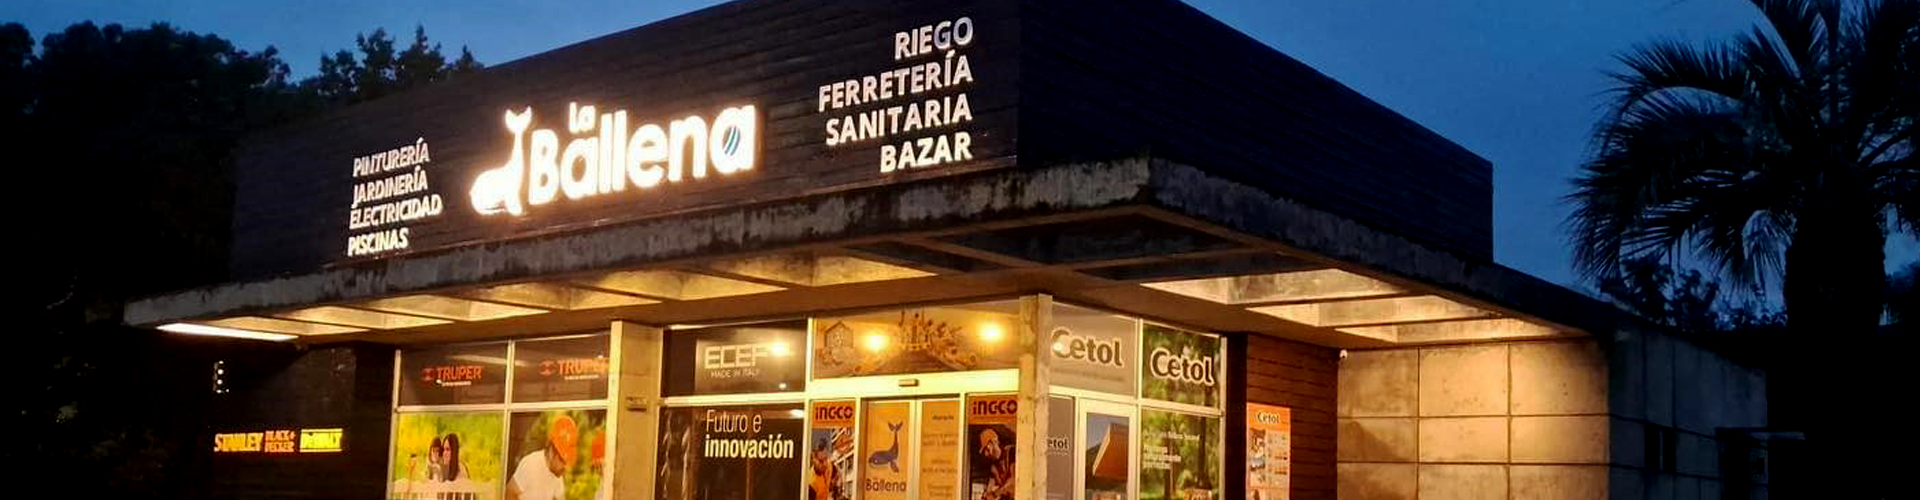 RIEGO
FERRETERÍA
SANITARIA
BAZAR
La
Ballena
PINTURERÍA
JARDINERÍA
ELECTRICIDAD
PISCINAS
TRUPER
TRUPER
MADE IN ITALY
Cetol
Cetol
Futuro e
innovación
INGCO
INGCO
Ballena
Cetol
STANLEY
BLACK+
DECKER
DEWALT